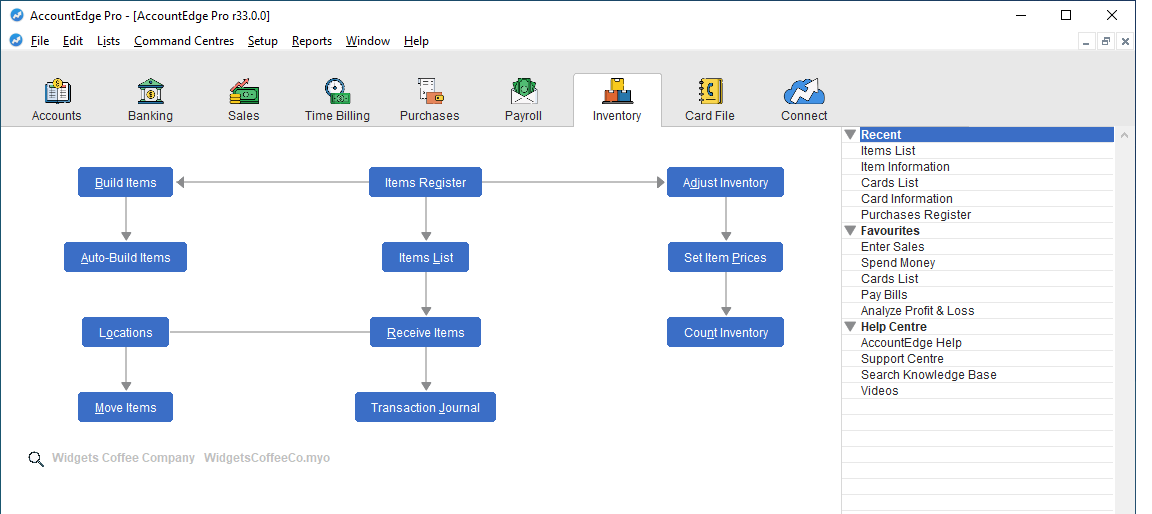 AccountEdge Pro - [AccountEdge Pro r33.0.0]
File Edit Lists Command Centres Setup Reports Window Help
Accounts Banking Sales Time Billing Purchases Payroll Inventory Card File Connect
Build Items Items Register Adjust Inventory
Auto-Build Items Items List Set Item Prices
Locations Receive Items Count Inventory
Move Items Transaction Journal
Widgets Coffee Company WidgetsCoffeeCo.myo
Recent
Items List
Item Information
Cards List
Card Information
Purchases Register
Favourites
Enter Sales
Spend Money
Cards List
Pay Bills
Analyze Profit & Loss
Help Centre
AccountEdge Help
Support Centre
Search Knowledge Base
Videos